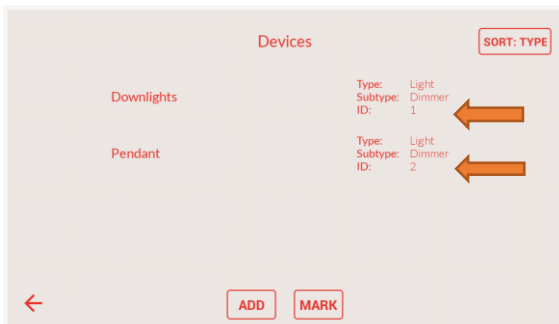 Devices
SORT: TYPE
Downlights
Type: Light
Subtype: Dimmer
ID: 1
Pendant
Type: Light
Subtype: Dimmer
ID: 2
ADD
MARK